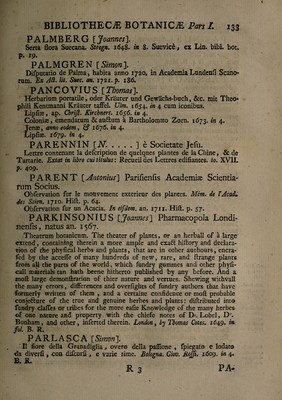 BIBLIOTHECÆ BOTANICÆ Pars I. 133
PALMBERG [Joannes].
Serta flora Suecana. Stregn. 1648. in 8. Suevicè, ex Lin. bibl. bot.
p. 19.
PALMGREN [Simon].
Disputatio de Palma, habita anno 1720, in Academia Lundensi Scano-
rum. Ex Act. lit. Suec. an. 1721. p. 186.
PANCOVIUS [Thomas].
Herbarium portatile, oder Kräuter und Gewächs-buch, &c. mit Theo-
phili Kentmanni Kräuter taffel. Ulm. 1654. in 4 cum iconibus.
Lipsiæ, ap. Christ. Kirchnerr. 1656. in 4.
Coloniæ, emendatum & auctum à Bartholomæo Zorn. 1673. in 4.
Jenæ, anno eodem, & 1676. in 4.
Lipsiæ. 1679. in 4.
PARENNIN [N. . . . . ] è Societate Jesu.
Lettre contenant la description de quelques plantes de la Chine, & de
Tartarie. Extat in libro cui titulus: Recueil des Lettres edifiantes. to. XVII.
p. 409.
PARENT [Antonius] Parisiensis Academiæ Scientia-
rum Socius.
Observation sur le mouvement exterieur des plantes. Mém. de l'Acad.
des Scien. 1710. Hist. p. 64.
Observation sur un Acacia. In eisdem. an. 1711. Hist. p. 57.
PARKINSONIUS [Joannes] Pharmacopola Londi-
nensis, natus an. 1567.
Theatrum botanicum. The theater of plants, or an herball of à large
extend, containing therein a more ample and exact history and declara-
tion of the physicel herbs and plants, that are in other authours, encra-
sed by the accesse of many hundreds of new, rare, and strange plants
from all the parts of the world, which sundry gummes and other physi-
call materials tan hath beene hitherto published by any before. And a
most large demonstration of their nature and vertues. Shewing withvall
the many errors, differences and oversights of sundry authors that have
formerly writren of them, and a certaine confidence or most probable
conjecture of the true and genuine herbes and plants: distributed into
sundry classes or tribes for the more easie Knowledge of the many herbes
of one nature and property with the chiefe notes of Dr. Lobel, Dr.
Bonham, and other, inserted therein. London, by Thomas Cotes. 1649. in
fol. B. R.
PARLASCA [Simon].
Il fiore della Granadiglia, overo della passione, spiegato e lodato
da diversi, con discorsi, e varie time. Bologna. Giov. Rossi. 1609. in 4.
B. R.
R 3 PA-